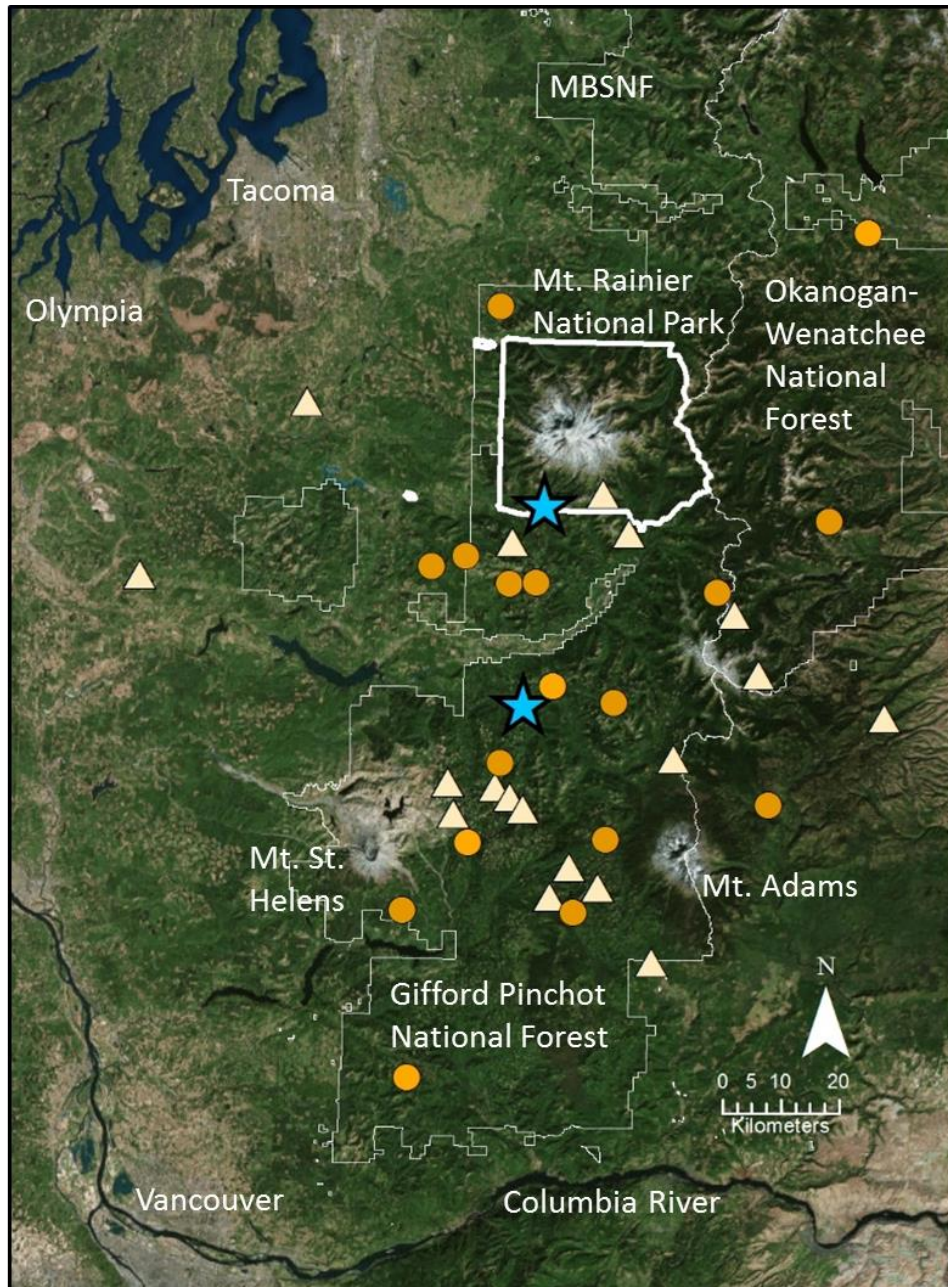 MBSNF
Tacoma
Mt. Rainier
National Park
Olympia
Okanogan-
Wenatchee
National
Forest
Mt. St.
Helens
Mt. Adams
N
Gifford Pinchot
National Forest
0 5 10 20
Kilometers
Vancouver
Columbia River